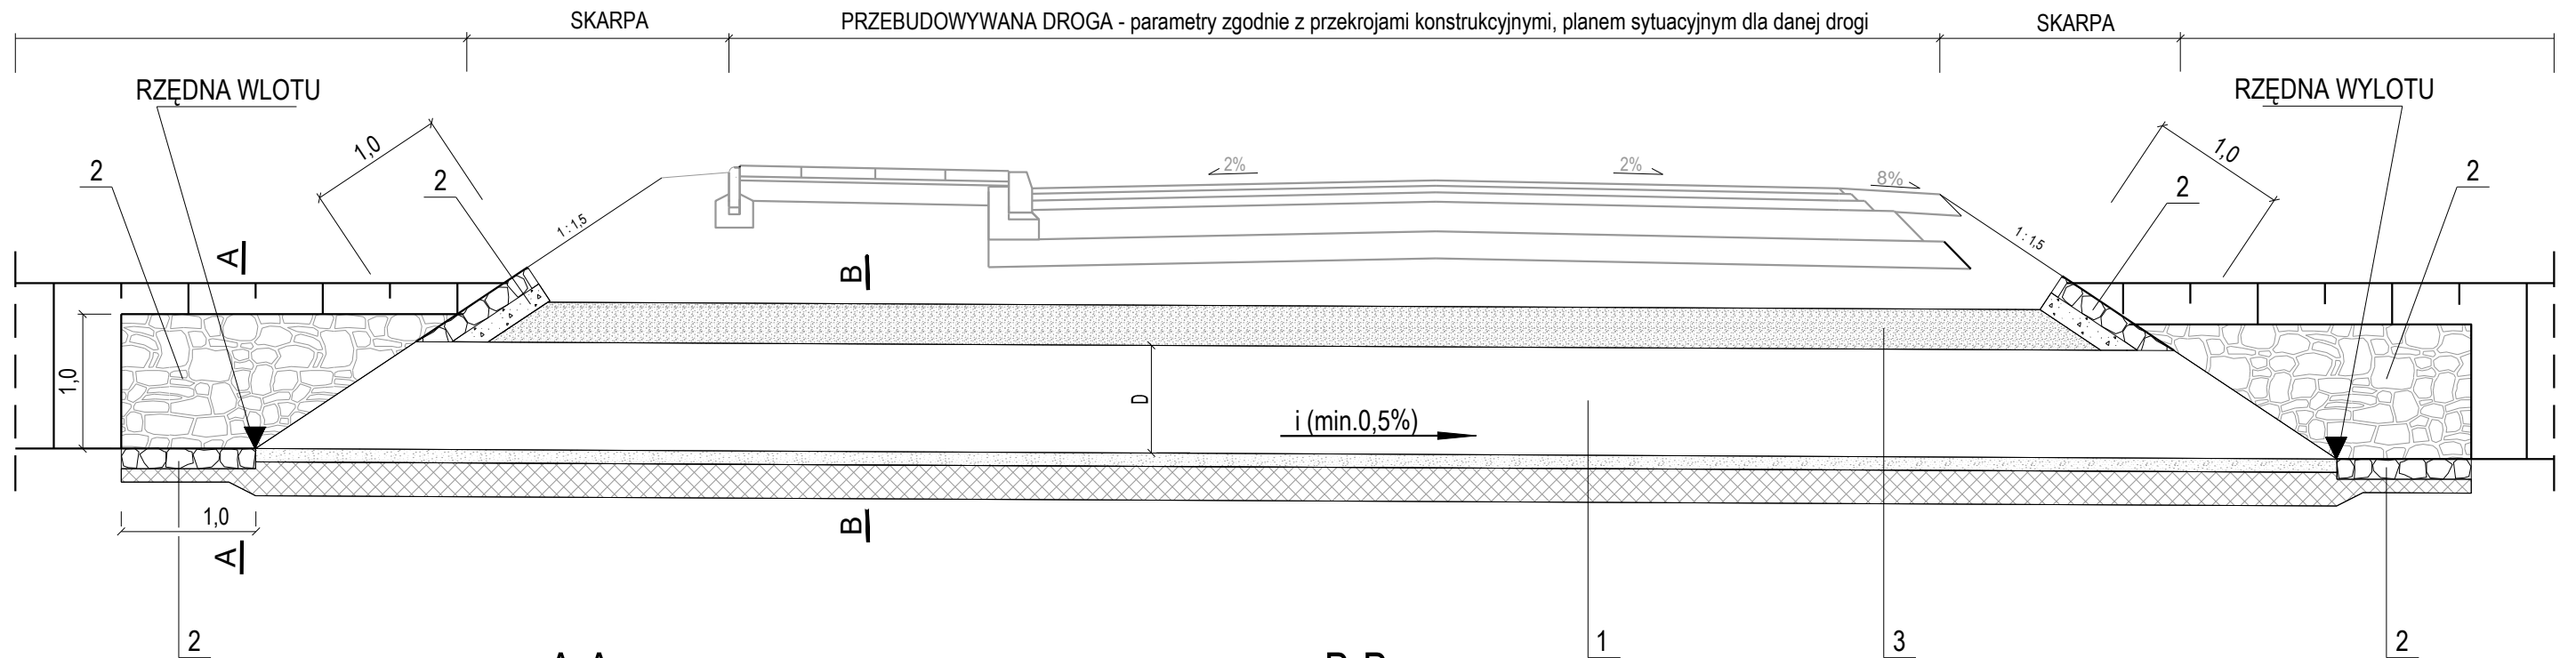 SKARPA
PRZEBUDOWYWANA DROGA - parametry zgodnie z przekrojami konstrukcyjnymi, planem sytuacyjnym dla danej drogi
SKARPA
RZĘDNA WLOTU
RZĘDNA WYLOTU
1,0
1,0
2
2
2%
2%
8%
2
2
1 : 1,5
1 : 1,5
A
B
1,0
D
i (min.0,5%)
1,0
B
A
2
1
3
2
A-A
B-B